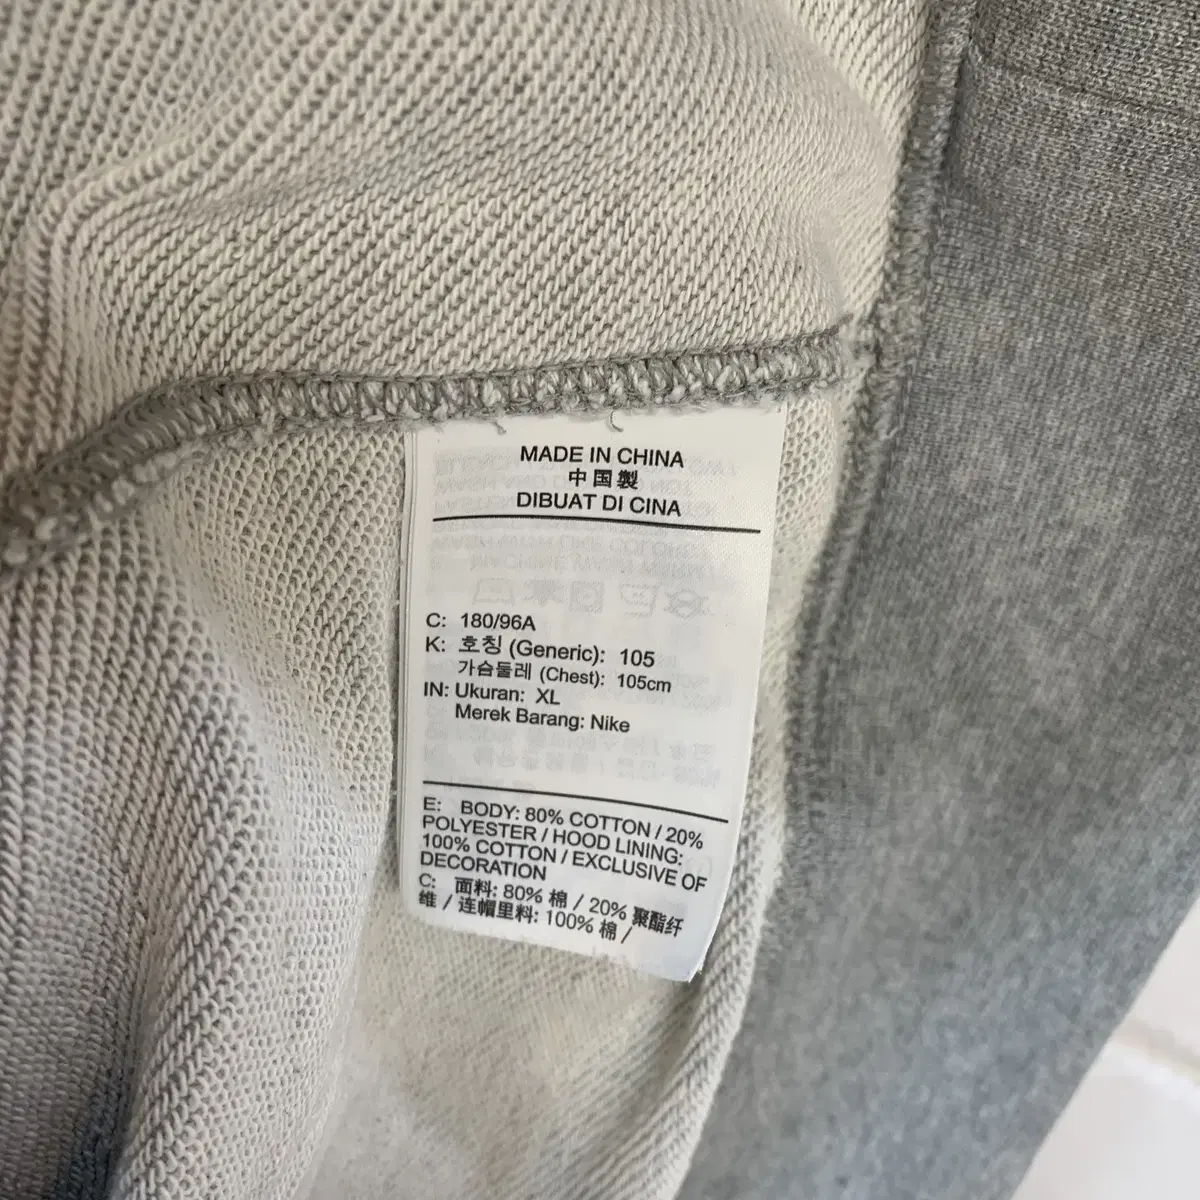 MADE IN CHINA
中国製
DIBUAT DI CINA
C: 180/96A
K: 호칭 (Generic): 105
가슴둘레 (Chest): 105cm
IN: Ukuran: XL
Merek Barang: Nike
E: BODY: 80% COTTON / 20%
POLYESTER / HOOD LINING:
100% COTTON / EXCLUSIVE OF
DECORATION
C: 面料: 80% 棉 / 20% 聚酯纤
维 / 连帽里料: 100% 棉 /